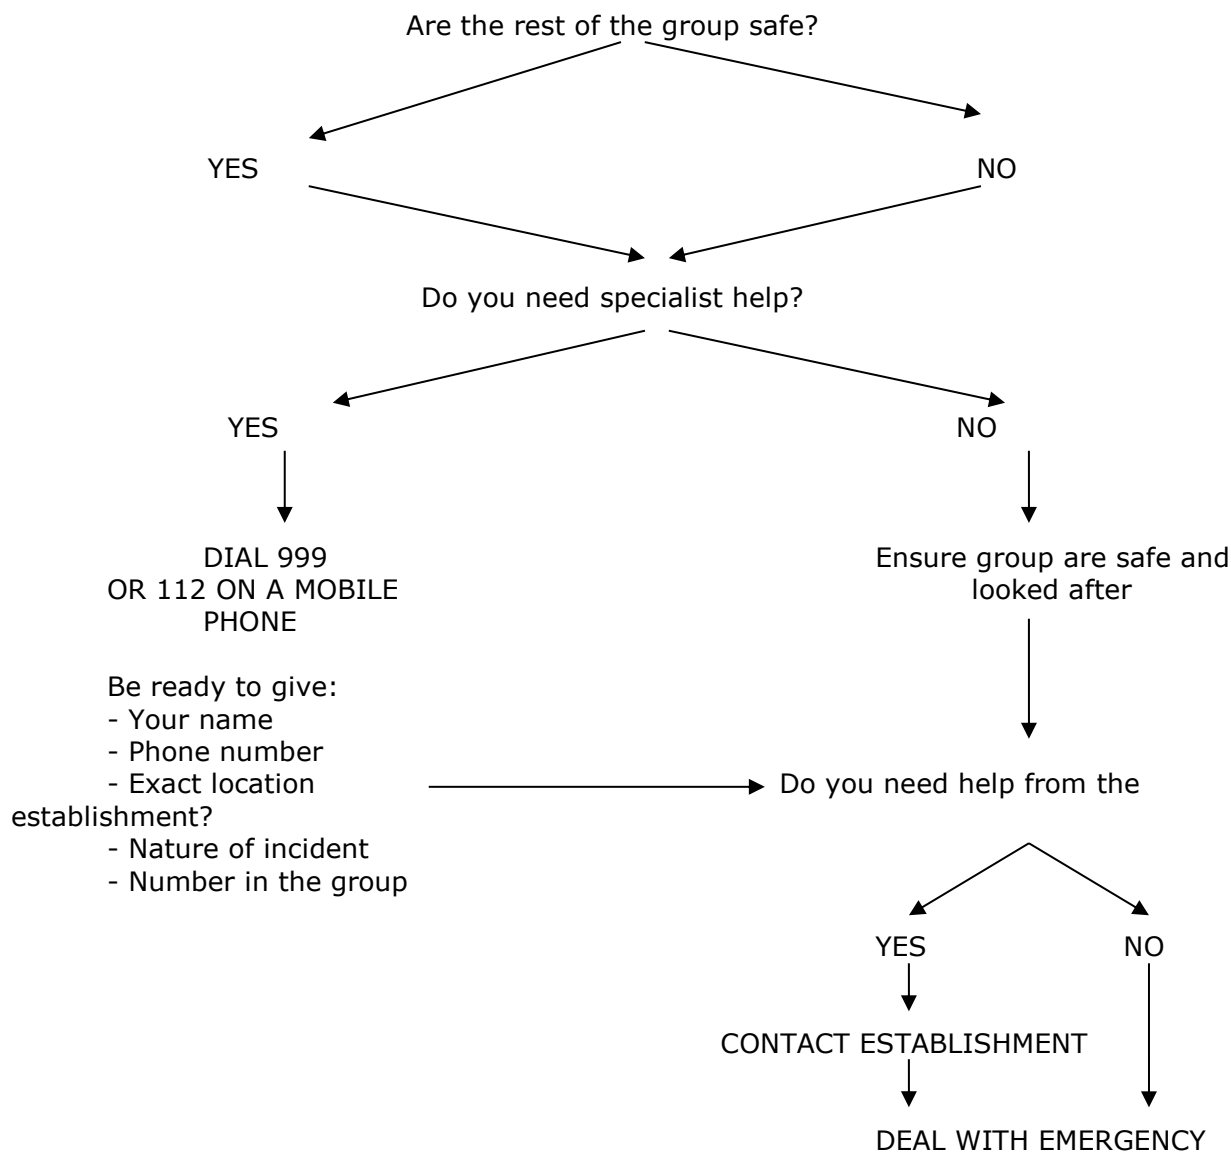 Are the rest of the group safe?
YES
NO
Do you need specialist help?
YES
NO
DIAL 999
OR 112 ON A MOBILE
PHONE
Ensure group are safe and
looked after
Be ready to give:
- Your name
- Phone number
- Exact location
Do you need help from the
establishment?
- Nature of incident
- Number in the group
YES
NO
CONTACT ESTABLISHMENT
DEAL WITH EMERGENCY